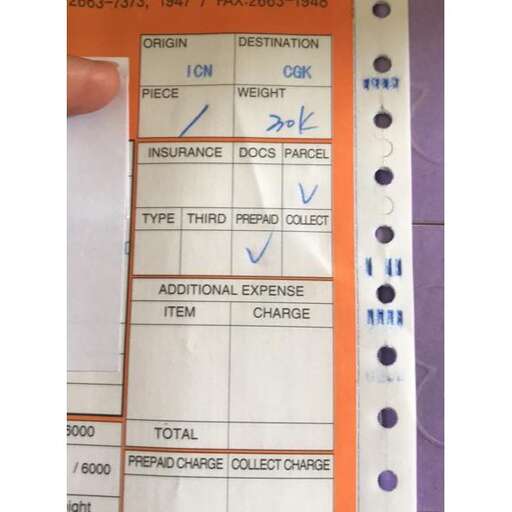 2663-7373, 1947 / FAX:2663-1948
ORIGIN DESTINATION
ICN CGK
PIECE WEIGHT
/ 30K
INSURANCE DOCS PARCEL
V
TYPE THIRD PREPAID COLLECT
V
ADDITIONAL EXPENSE
ITEM CHARGE
6000
TOTAL
/ 6000
PREPAID CHARGE COLLECT CHARGE
ight